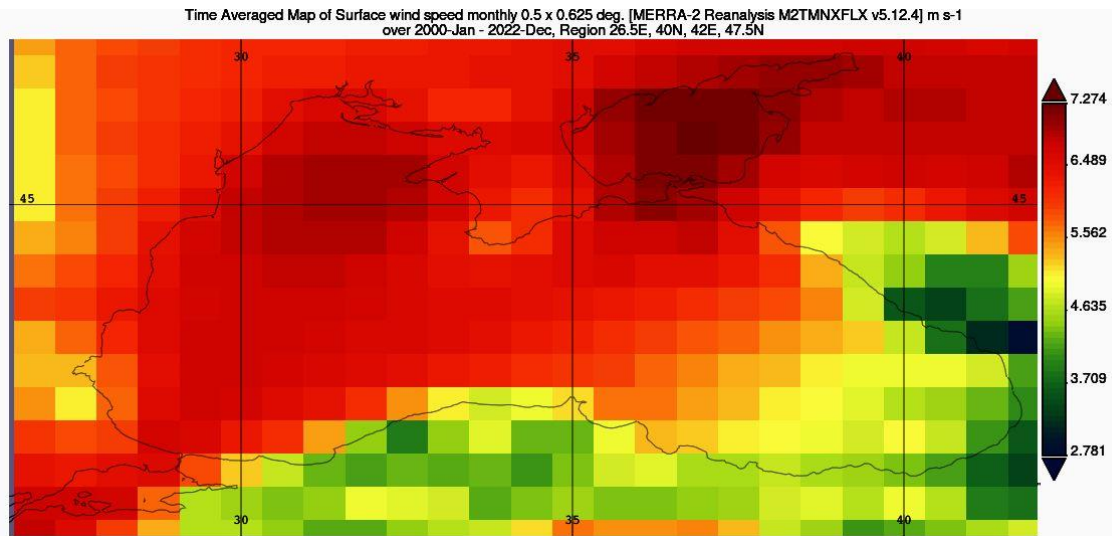 Time Averaged Map of Surface wind speed monthly 0.5 x 0.625 deg. [MERRA-2 Reanalysis M2TMNXFLX v5.12.4] m s-1
over 2000-Jan - 2022-Dec, Region 26.5E, 40N, 42E, 47.5N
30 35 40
7.274
6.489
45 45
5.562
4.635
3.709
2.781
30 35 40